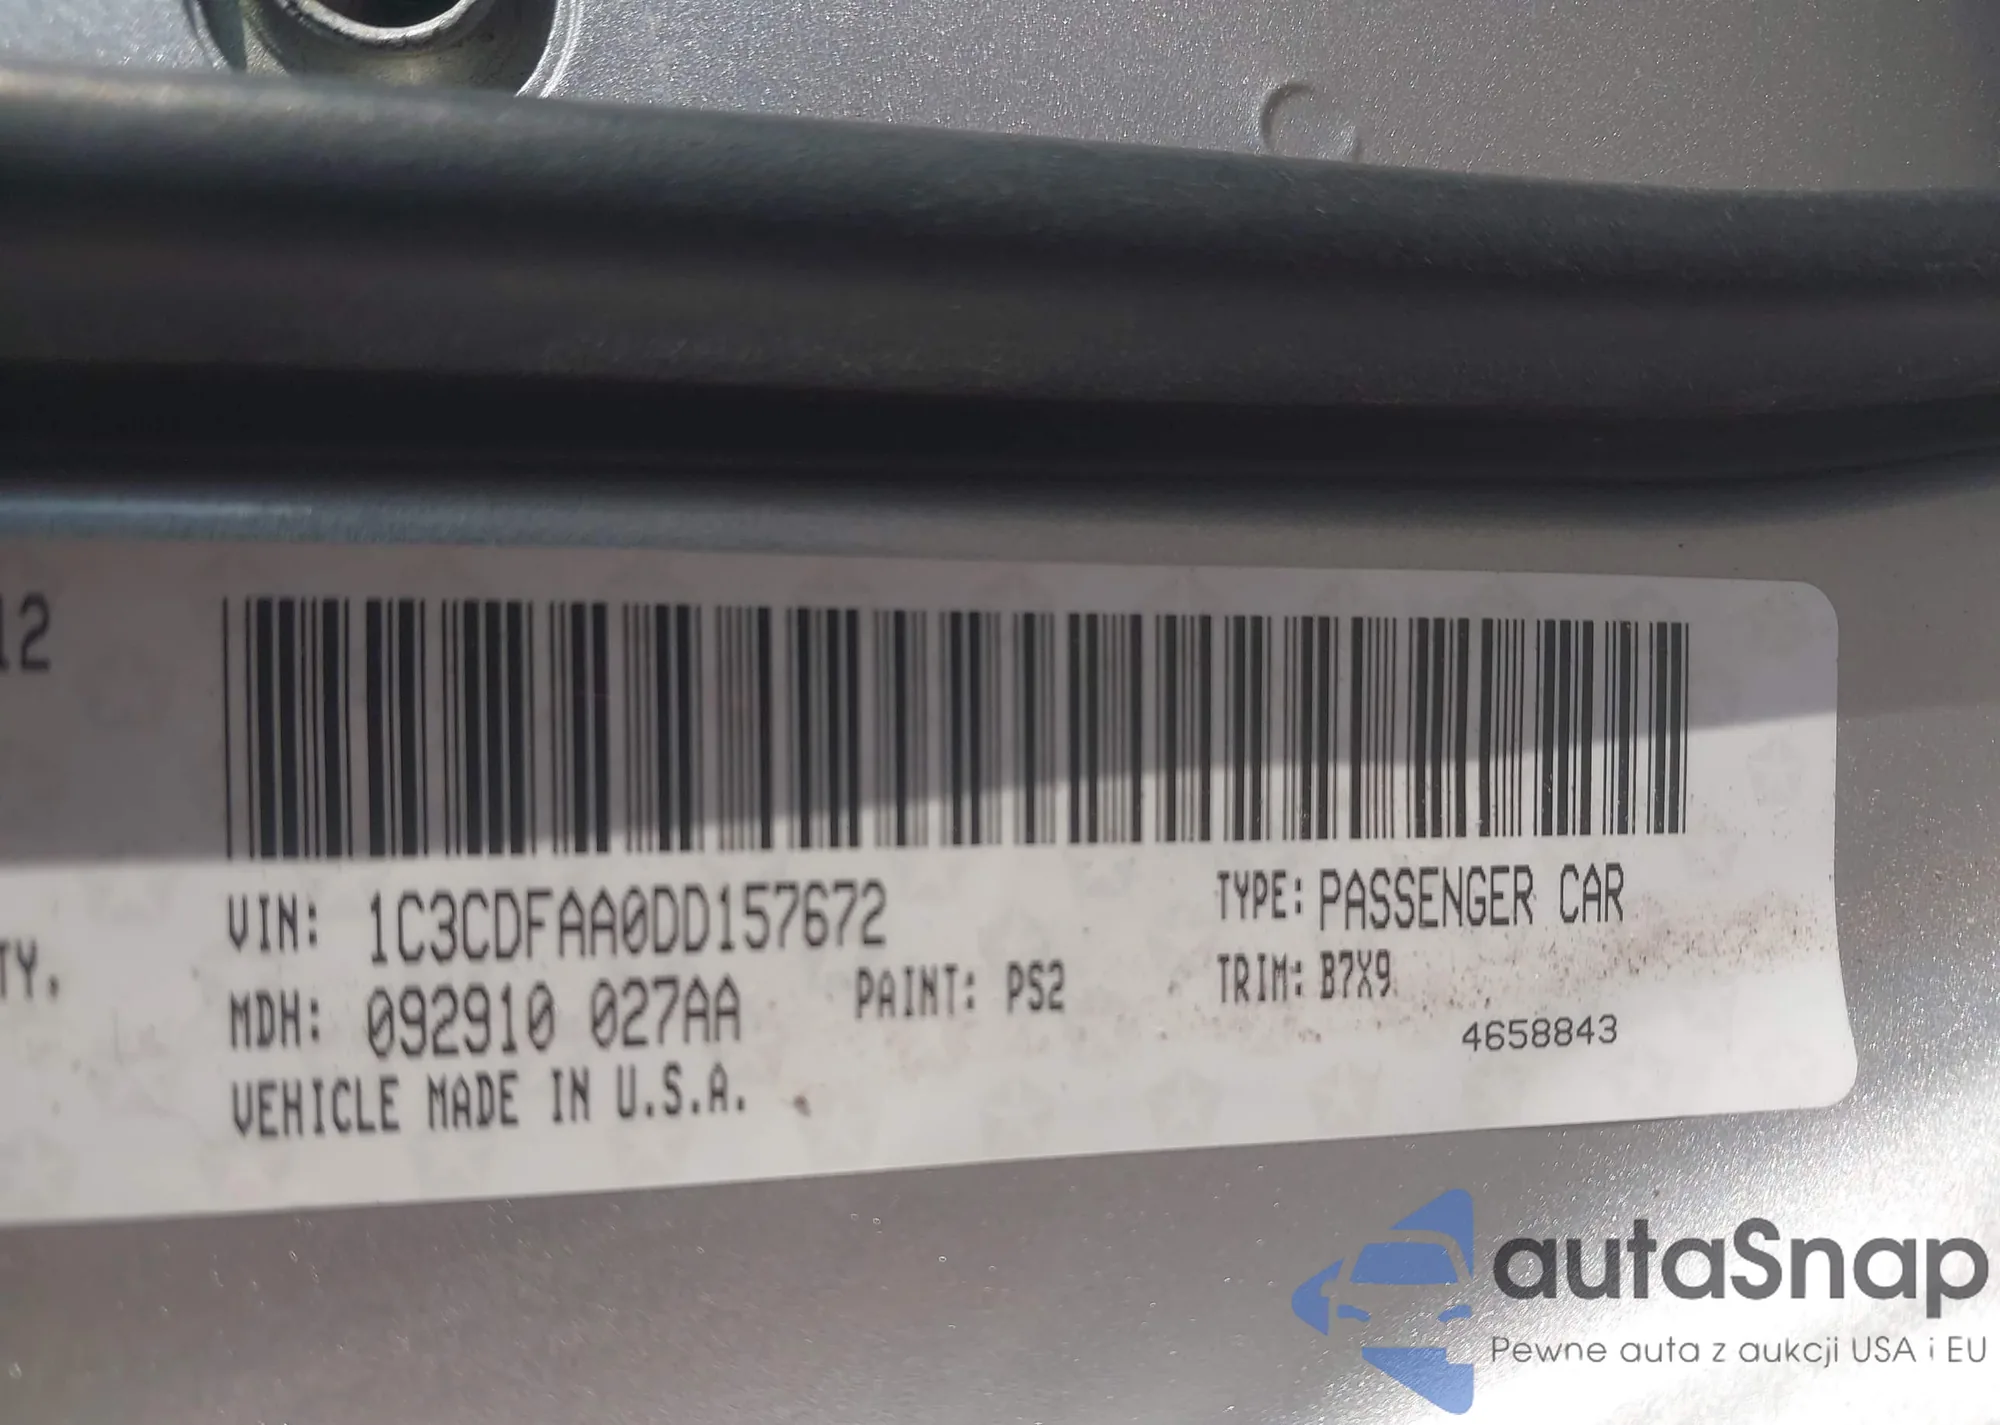 12
TY.
VIN: 1C3CDFAA0DD157672
TYPE: PASSENGER CAR
MDH: 092910 027AA
PAINT: PS2
TRIM: B7X9
4658843
VEHICLE MADE IN U.S.A.
autaSnap
Pewne auta z aukcji USA i EU